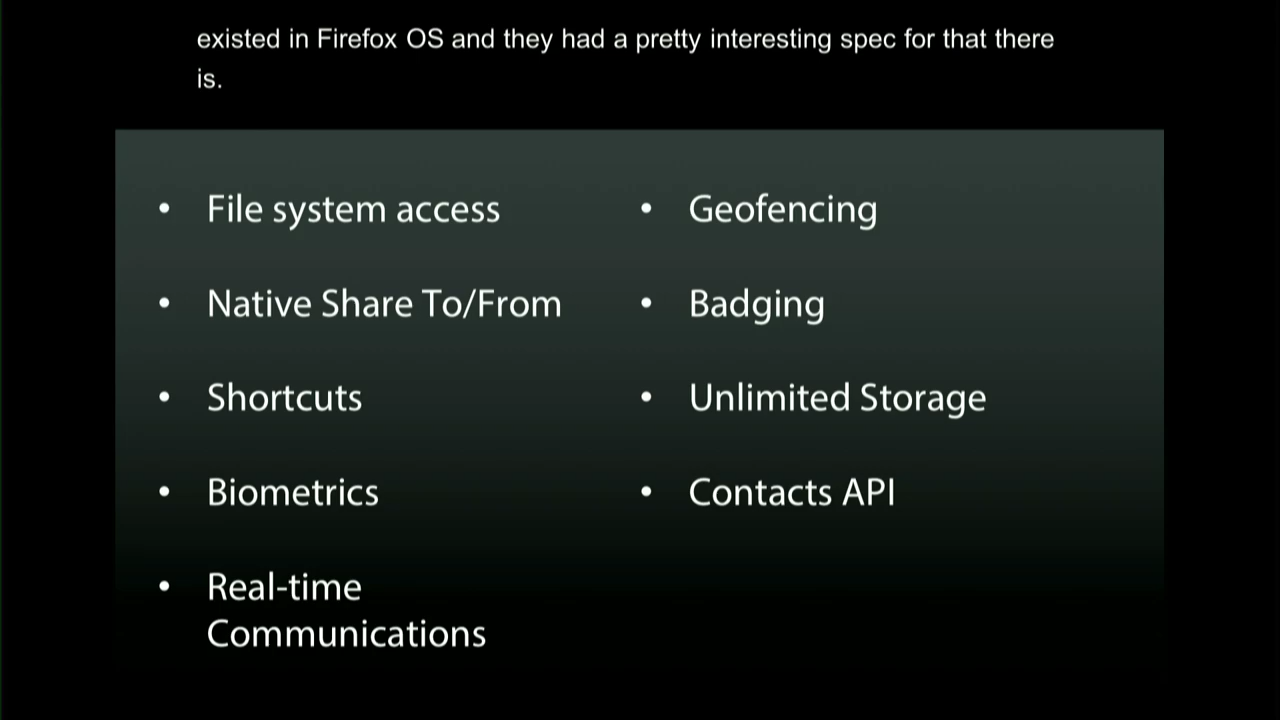 existed in Firefox OS and they had a pretty interesting spec for that there
is.
• File system access
• Native Share To/From
• Shortcuts
• Biometrics
• Real-time
Communications
• Geofencing
• Badging
• Unlimited Storage
• Contacts API